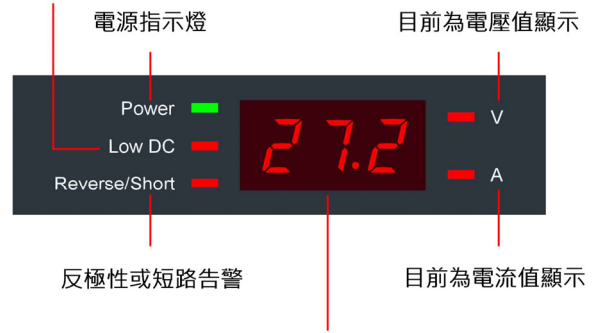 電源指示燈
目前為電壓值顯示
Power
V
Low DC
27.2
Reverse/Short
A
反極性或短路告警
目前為電流值顯示